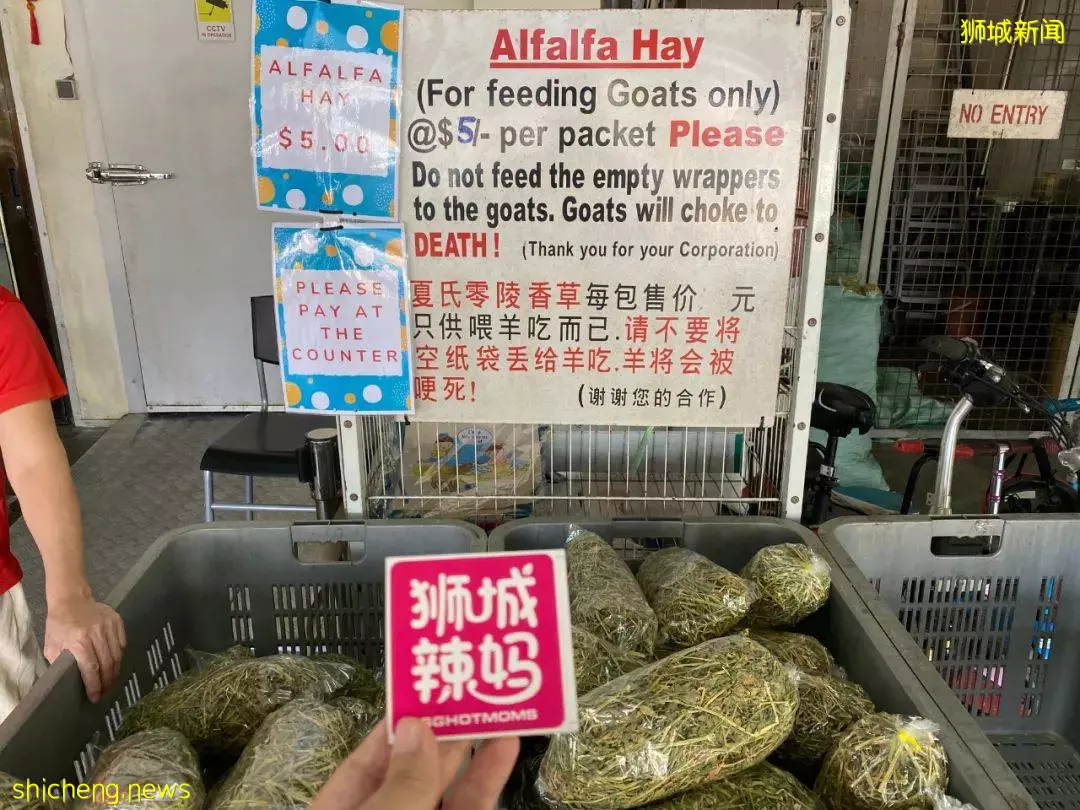 狮城新闻
CCTV
IN OPERATION
ALFALFA
HAY
$5.00
PLEASE
PAY AT
THE
COUNTER
Alfalfa Hay
(For feeding Goats only)
@$5/- per packet Please
Do not feed the empty wrappers
to the goats. Goats will choke to
DEATH! (Thank you for your Corporation)
夏氏零陵香草每包售价 元
只供喂羊吃而已.请不要将
空纸袋丢给羊吃.羊将会被
哽死! (谢谢您的合作)
NO ENTRY
狮城
辣妈
SGHOTMOMS
shicheng.news